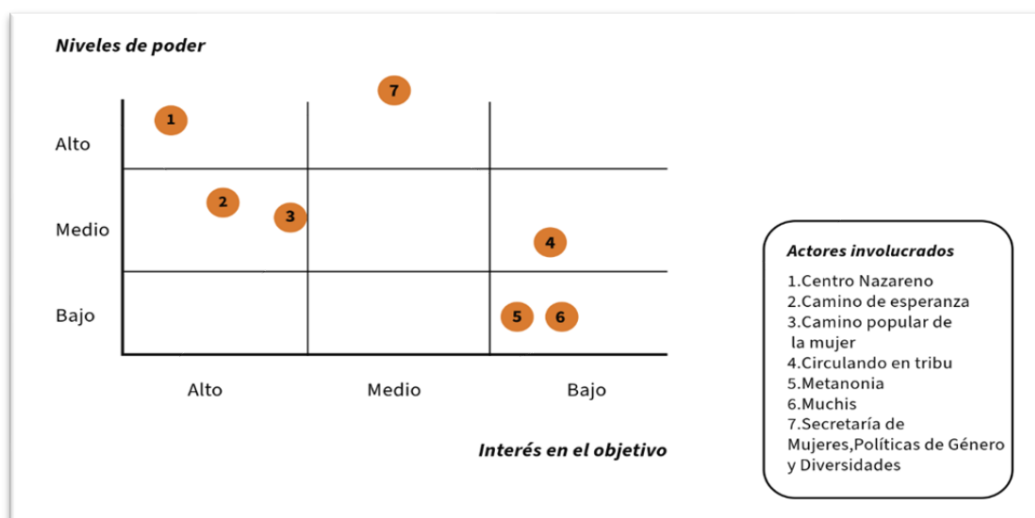 Niveles de poder
7
1
Alto
2
3
Medio
4
Bajo
5
6
Alto
Medio
Bajo
Interés en el objetivo
Actores involucrados
1.Centro Nazareno
2.Camino de esperanza
3.Camino popular de
la mujer
4.Circulando en tribu
5.Metanonia
6.Muchis
7.Secretaría de
Mujeres,Políticas de Género
y Diversidades